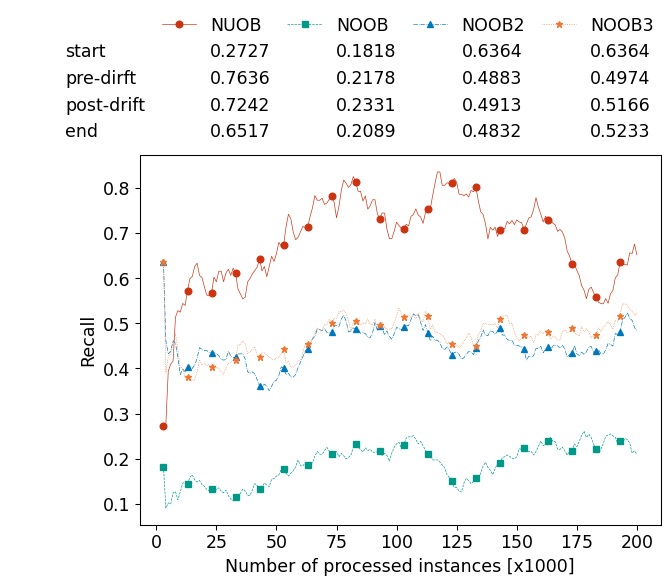 NUOB NOOB NOOB2 NOOB3
start 0.2727 0.1818 0.6364 0.6364
pre-dirft 0.7636 0.2178 0.4883 0.4974
post-drift 0.7242 0.2331 0.4913 0.5166
end 0.6517 0.2089 0.4832 0.5233
0.8
0.7
0.6
0.5
0.4
0.3
0.2
0.1
Recall
0 25 50 75 100 125 150 175 200
Number of processed instances [x1000]